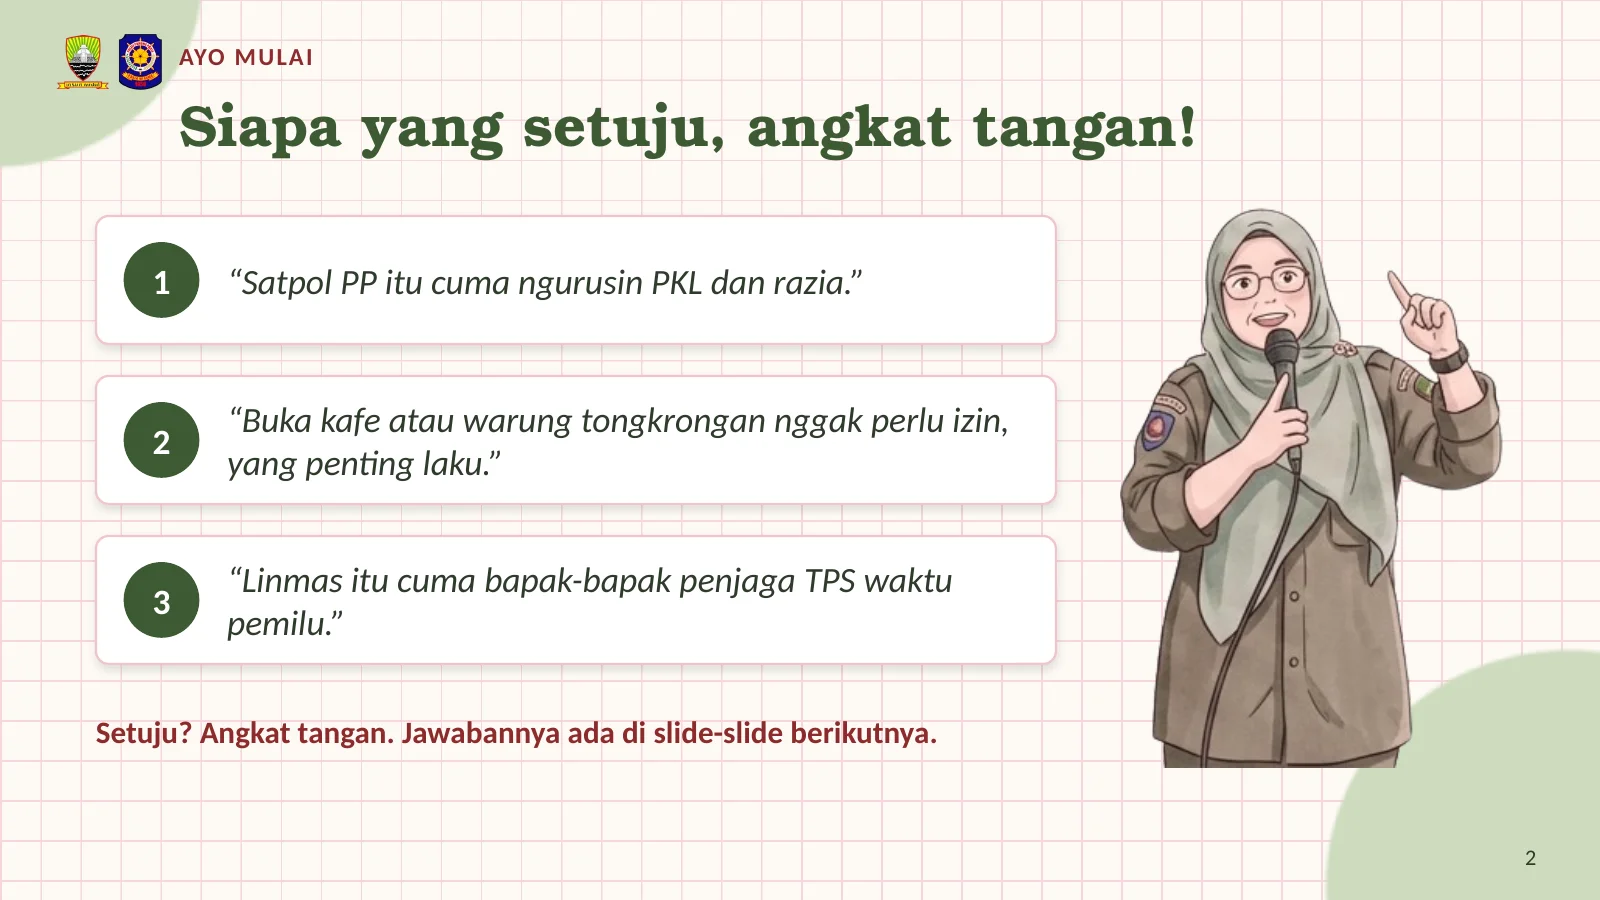 AYO MULAI
Siapa yang setuju, angkat tangan!
1
“Satpol PP itu cuma ngurusin PKL dan razia.”
2
“Buka kafe atau warung tongkrongan nggak perlu izin,
yang penting laku.”
3
“Linmas itu cuma bapak-bapak penjaga TPS waktu
pemilu.”
Setuju? Angkat tangan. Jawabannya ada di slide-slide berikutnya.
2